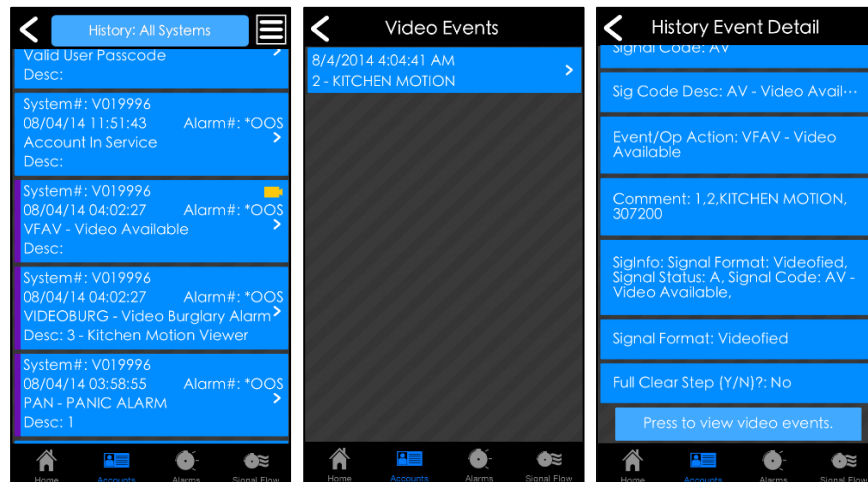 History: All Systems
Valid User Passcode
Desc:
System#: V019996
08/04/14 11:51:43 Alarm#: *OOS
Account In Service
Desc:
System#: V019996
08/04/14 04:02:27 Alarm#: *OOS
VFAV - Video Available
Desc:
System#: V019996
08/04/14 04:02:27 Alarm#: *OOS
VIDEOBURG - Video Burglary Alarm
Desc: 3 - Kitchen Motion Viewer
System#: V019996
08/04/14 03:58:55 Alarm#: *OOS
PAN - PANIC ALARM
Desc: 1
Home Accounts Alarms Signal Flow
Video Events
8/4/2014 4:04:41 AM
2 - KITCHEN MOTION
Home Accounts Alarms Signal Flow
History Event Detail
Signal Code: AV
Sig Code Desc: AV - Video Avail...
Event/Op Action: VFAV - Video
Available
Comment: 1,2,KITCHEN MOTION,
307200
SigInfo: Signal Format: Videofied,
Signal Status: A, Signal Code: AV -
Video Available,
Signal Format: Videofied
Full Clear Step (Y/N)?: No
Press to view video events.
Home Accounts Alarms Signal Flow